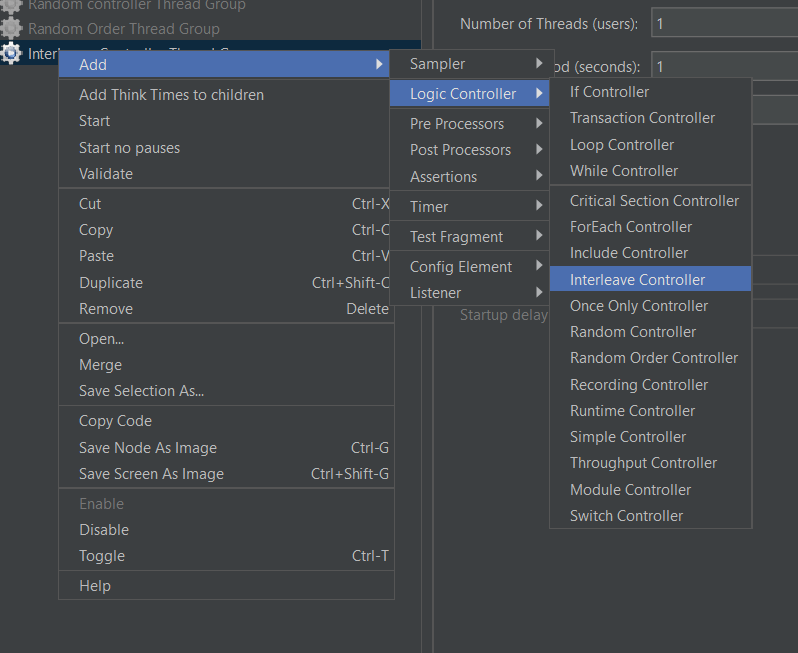 Random controller Thread Group
Random Order Thread Group
Number of Threads (users): 1
(seconds): 1
Startup delay
Add
Add Think Times to children
Start
Start no pauses
Validate
Cut Ctrl-X
Copy Ctrl-C
Paste Ctrl-V
Duplicate Ctrl+Shift-C
Remove Delete
Open...
Merge
Save Selection As...
Copy Code
Save Node As Image Ctrl-G
Save Screen As Image Ctrl+Shift-G
Enable
Disable
Toggle Ctrl-T
Help
Sampler
Logic Controller
Pre Processors
Post Processors
Assertions
Timer
Test Fragment
Config Element
Listener
If Controller
Transaction Controller
Loop Controller
While Controller
Critical Section Controller
ForEach Controller
Include Controller
Interleave Controller
Once Only Controller
Random Controller
Random Order Controller
Recording Controller
Runtime Controller
Simple Controller
Throughput Controller
Module Controller
Switch Controller